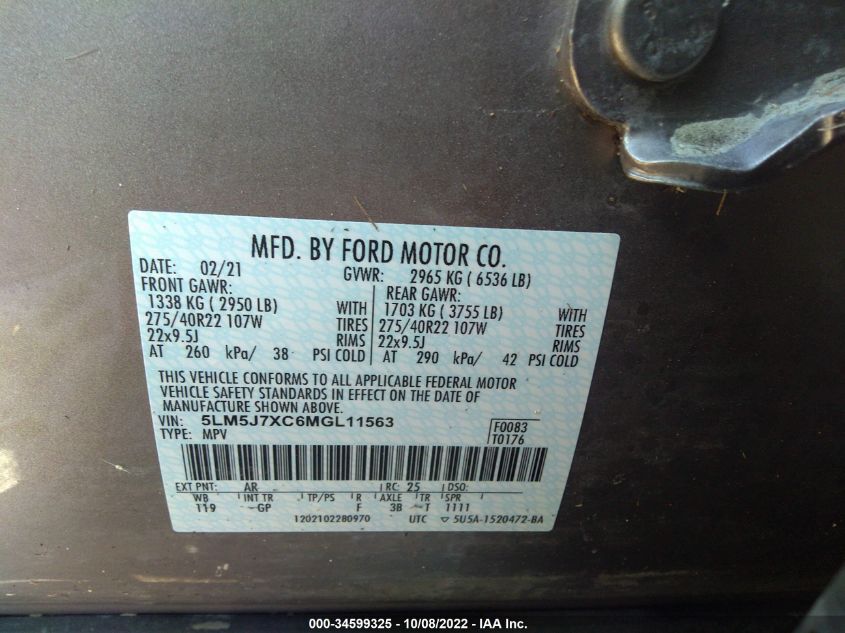 MFD. BY FORD MOTOR CO.
DATE: 02/21 GVWR: 2965 KG ( 6536 LB)
FRONT GAWR: REAR GAWR:
1338 KG ( 2950 LB) WITH 1703 KG ( 3755 LB) WITH
275/40R22 107W TIRES 275/40R22 107W TIRES
22x9.5J RIMS 22x9.5J RIMS
AT 260 kPa/ 38 PSI COLD AT 290 kPa/ 42 PSI COLD
THIS VEHICLE CONFORMS TO ALL APPLICABLE FEDERAL MOTOR
VEHICLE SAFETY STANDARDS IN EFFECT ON THE DATE OF
MANUFACTURE SHOWN ABOVE.
VIN: 5LM5J7XC6MGL11563 F0083
TYPE: MPV T0176
EXT PNT: AR RC: 25 DSO:
WB INT TR TP/PS R AXLE TR SPR
119 GP F 3B T 1111
1202102280970 UTC ▽ 5U5A-1520472-BA
000-34599325 - 10/08/2022 - IAA Inc.